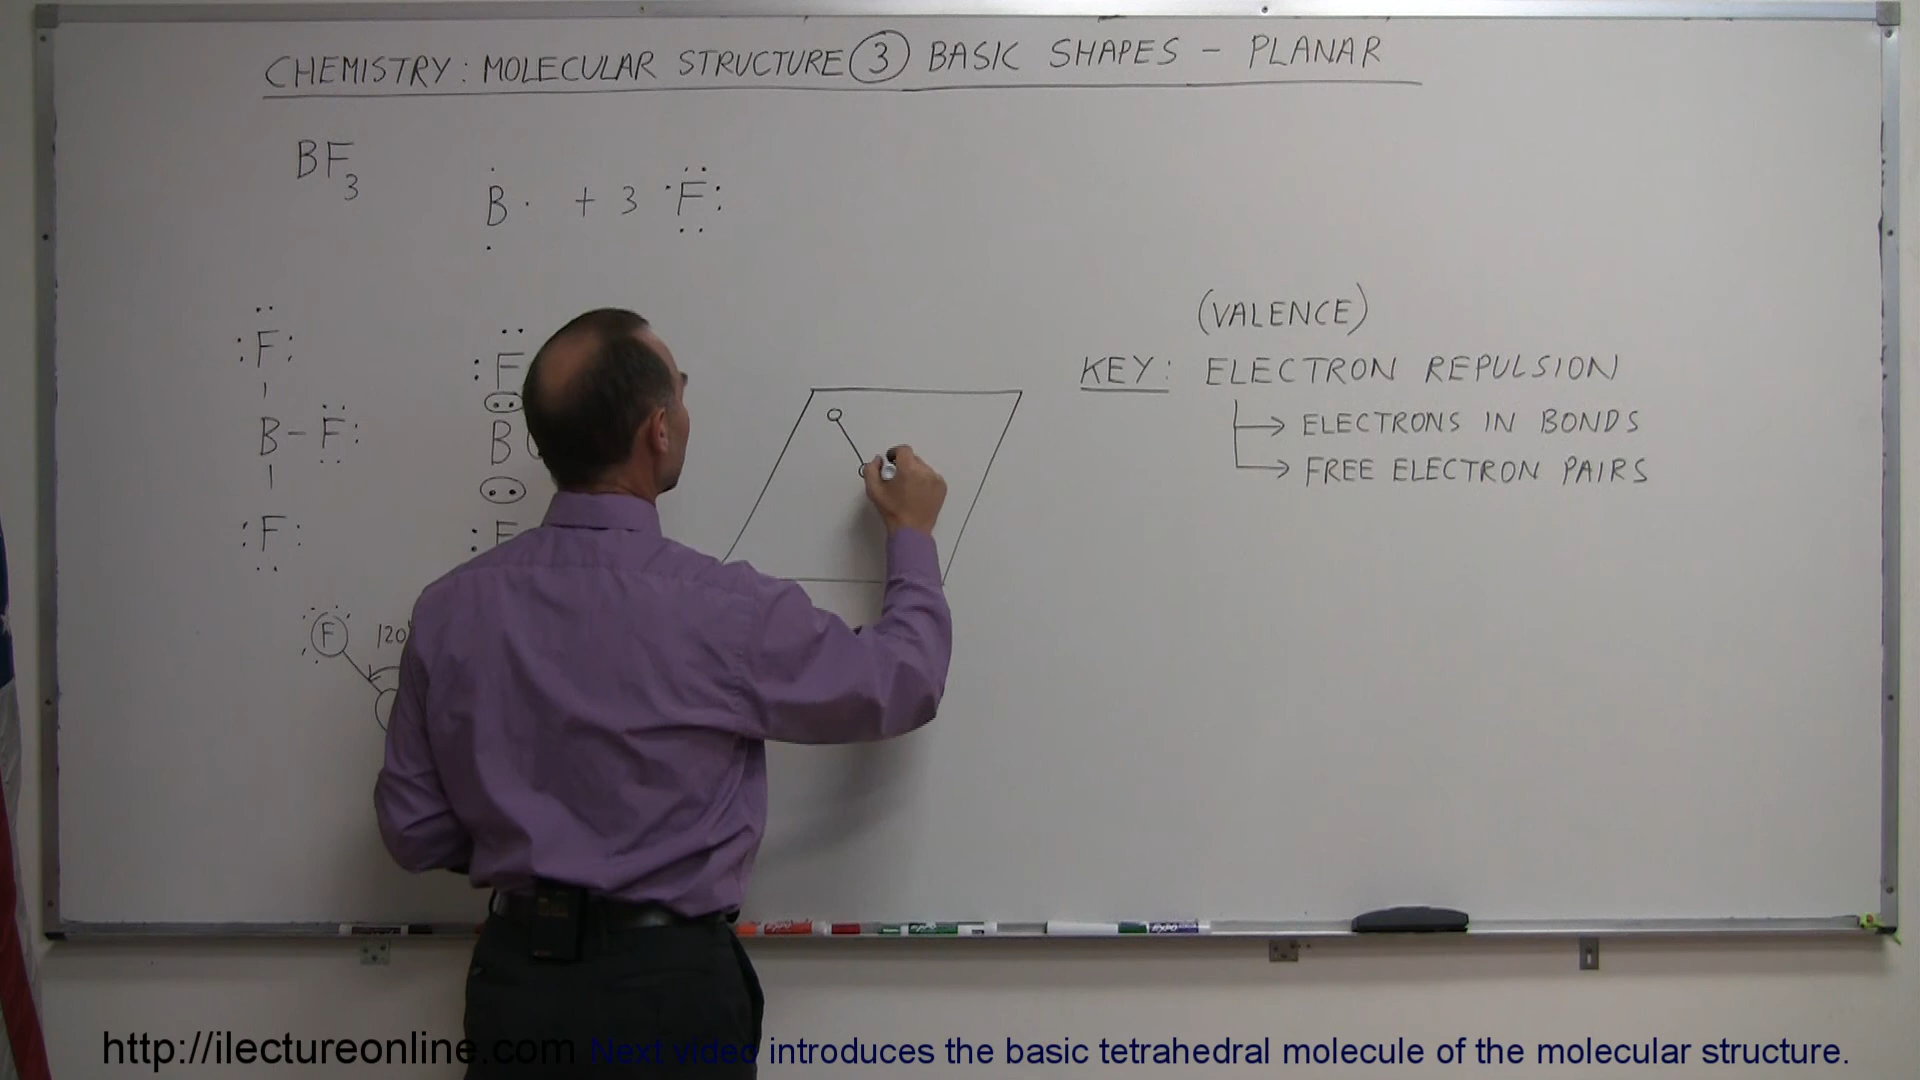 CHEMISTRY: MOLECULAR STRUCTURE ③ BASIC SHAPES - PLANAR
BF3
B + 3 F
(VALENCE)
KEY: ELECTRON REPULSION
→ ELECTRONS IN BONDS
→ FREE ELECTRON PAIRS
F F
B - F B
F F
F 120°
http://ilectureonline.com Next video introduces the basic tetrahedral molecule of the molecular structure.